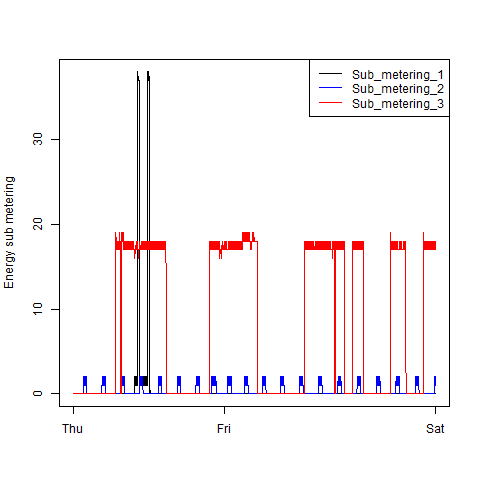 Sub_metering_1
Sub_metering_2
Sub_metering_3
Energy sub metering
30
20
10
0
Thu
Fri
Sat